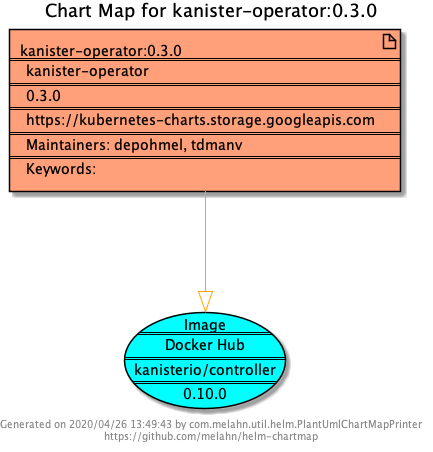 Chart Map for kanister-operator:0.3.0
kanister-operator:0.3.0
kanister-operator
0.3.0
https://kubernetes-charts.storage.googleapis.com
Maintainers: depohmel, tdmanv
Keywords:
Image
Docker Hub
kanisterio/controller
0.10.0
Generated on 2020/04/26 13:49:43 by com.melahn.util.helm.PlantUmlChartMapPrinter
https://github.com/melahn/helm-chartmap